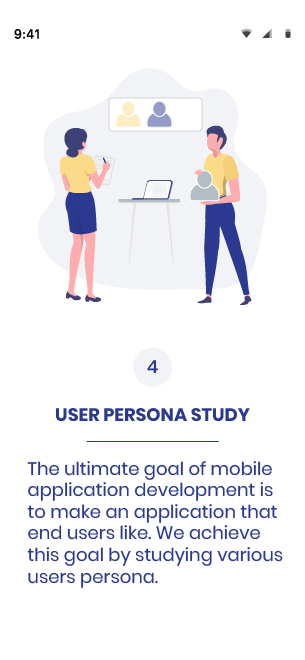 9:41
4
USER PERSONA STUDY
The ultimate goal of mobile
application development is
to make an application that
end users like. We achieve
this goal by studying various
users persona.